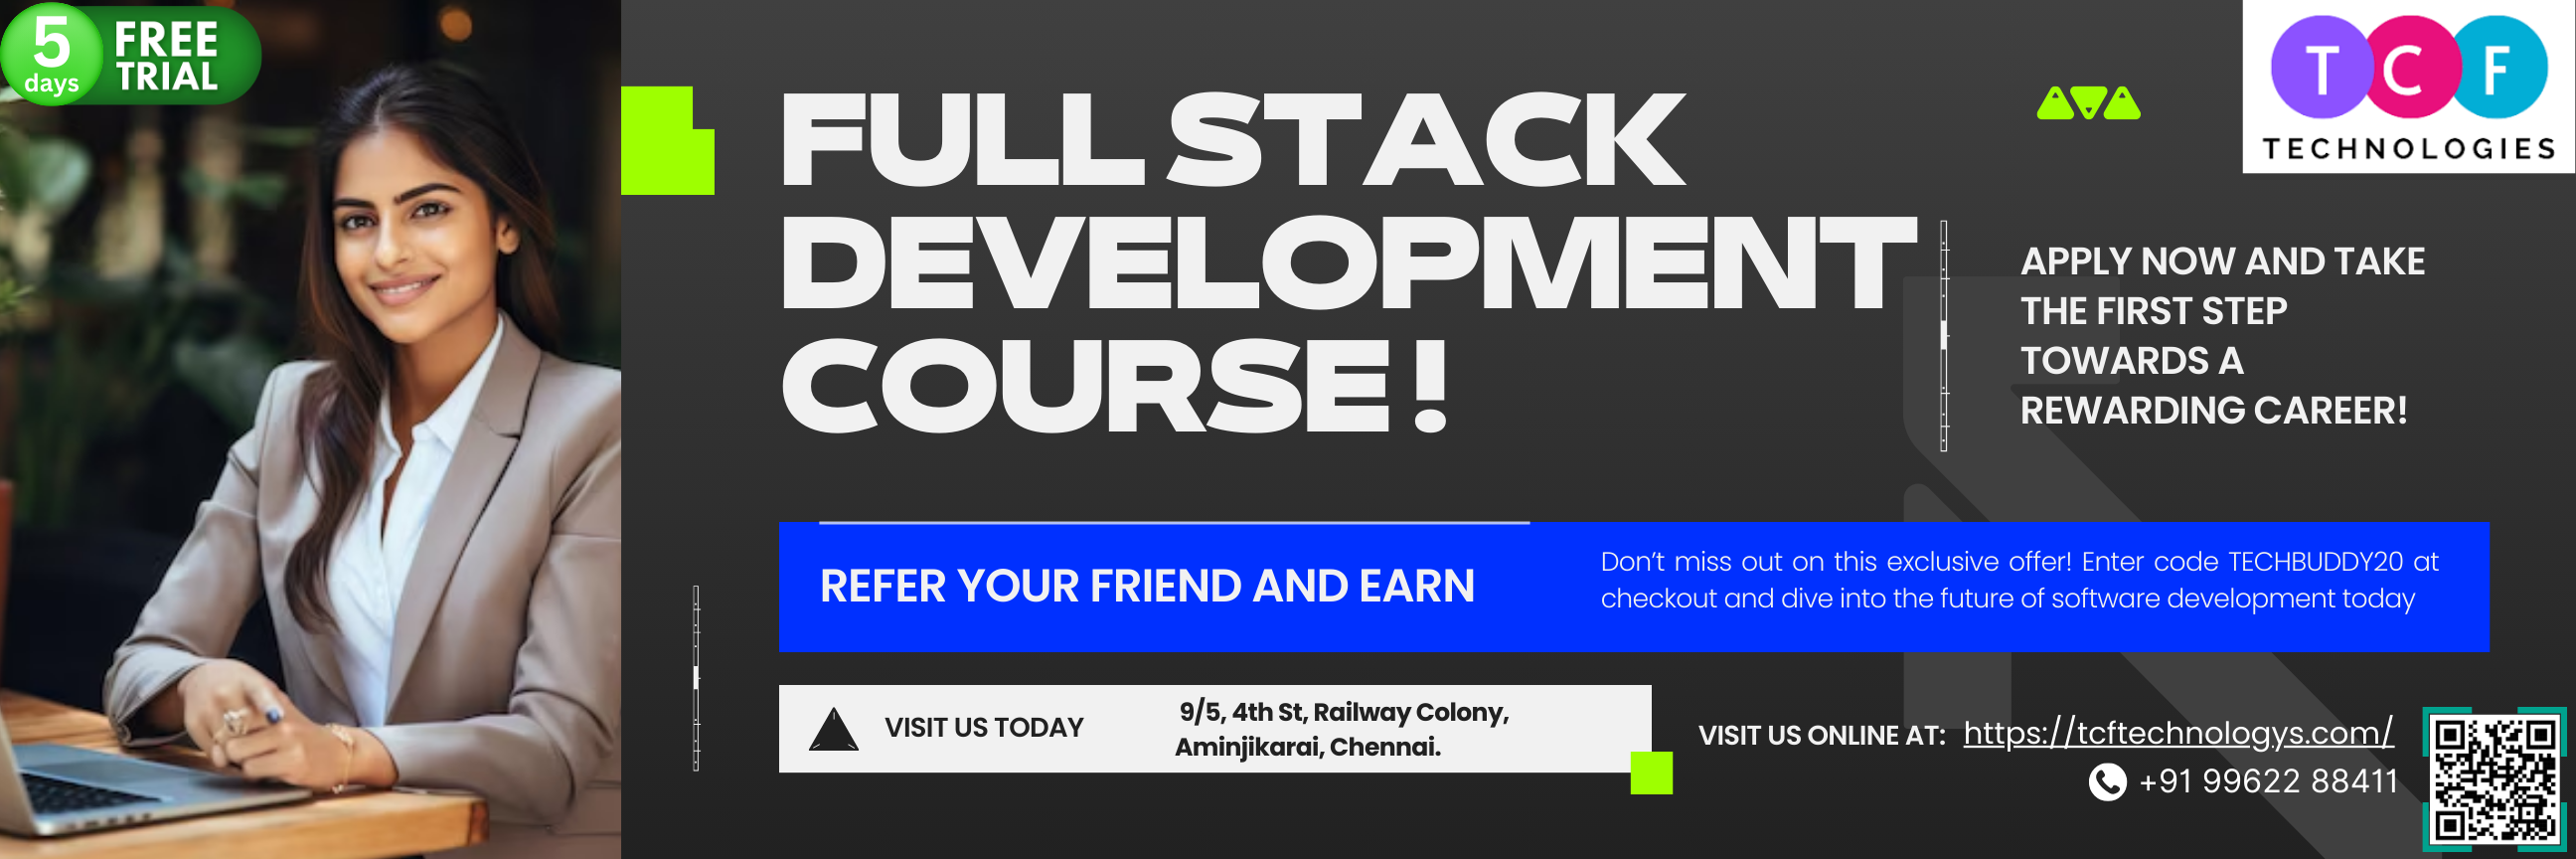 5
days
FREE
TRIAL
FULL STACK
DEVELOPMENT
COURSE !
T C F
TECHNOLOGIES
APPLY NOW AND TAKE
THE FIRST STEP
TOWARDS A
REWARDING CAREER!
REFER YOUR FRIEND AND EARN
Don't miss out on this exclusive offer! Enter code TECHBUDDY20 at
checkout and dive into the future of software development today
VISIT US TODAY
9/5, 4th St, Railway Colony,
Aminjikarai, Chennai.
VISIT US ONLINE AT: https://tcftechnologys.com/
+91 99622 88411